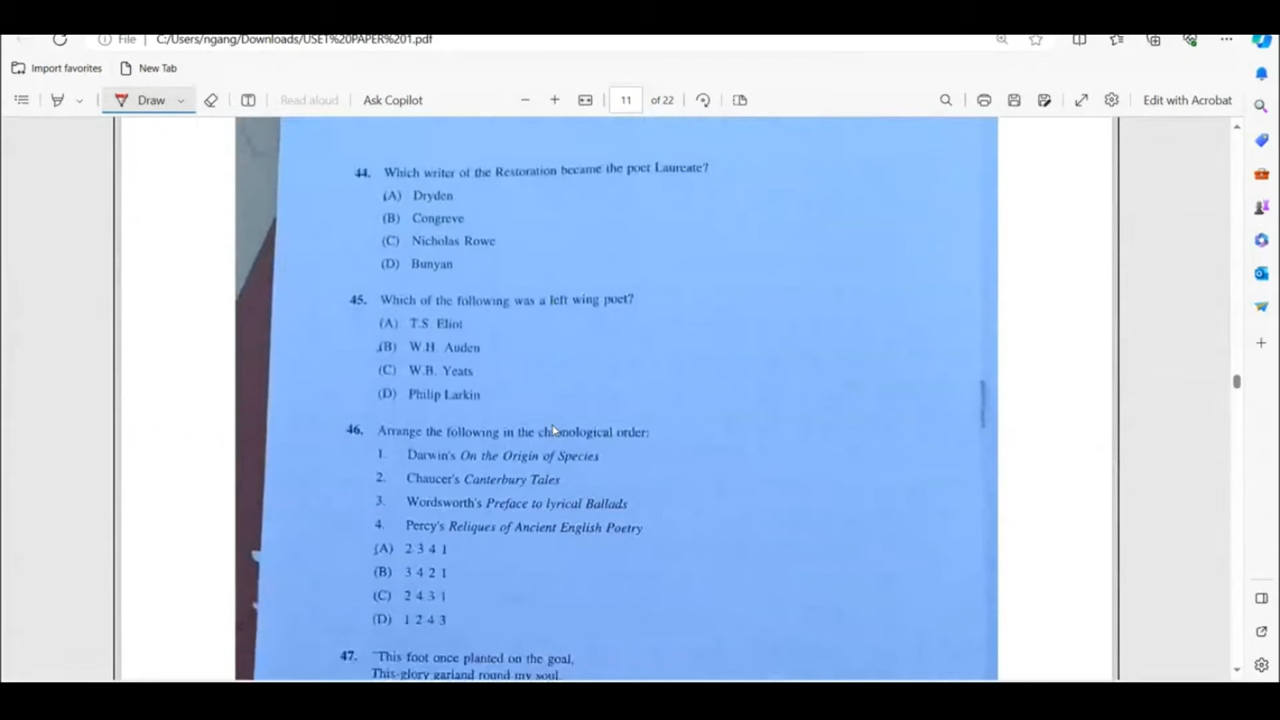 File C:/Users/ngang/Downloads/USET%20PAPER%201.pdf
Import favorites New Tab
Draw Read aloud Ask Copilot 11 of 22 Edit with Acrobat
44. Which writer of the Restoration became the poet Laureate?
(A) Dryden
(B) Congreve
(C) Nicholas Rowe
(D) Bunyan
45. Which of the following was a left wing poet?
(A) T.S. Eliot
(B) W.H. Auden
(C) W.B. Yeats
(D) Philip Larkin
46. Arrange the following in the chronological order:
1. Darwin's On the Origin of Species
2. Chaucer's Canterbury Tales
3. Wordsworth's Preface to lyrical Ballads
4. Percy's Reliques of Ancient English Poetry
(A) 2 3 4 1
(B) 3 4 2 1
(C) 2 4 3 1
(D) 1 2 4 3
47. "This foot once planted on the goal,
This glory garland round my soul